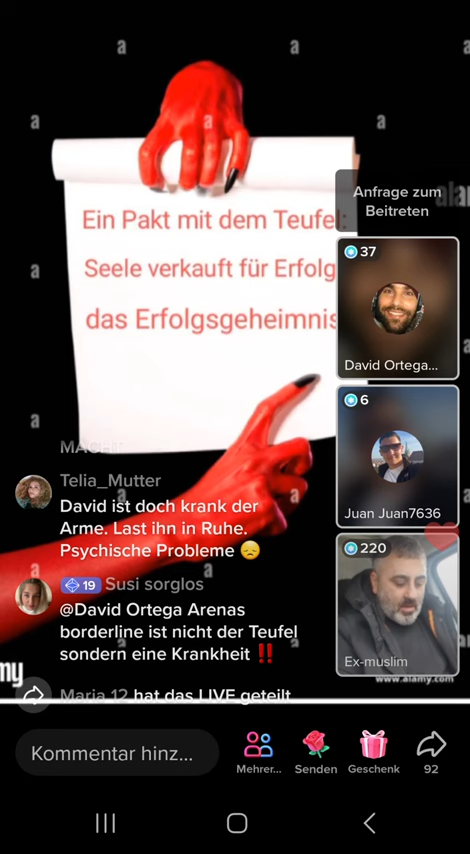 Ein Pakt mit dem Teufel:
Seele verkauft für Erfolg
das Erfolgsgeheimnis
Anfrage zum
Beitreten
37
David Ortega...
6
Juan Juan7636
220
Ex-muslim
MACHT
Telia_Mutter
David ist doch krank der
Arme. Last ihn in Ruhe.
Psychische Probleme 😞
19 Susi sorglos
@David Ortega Arenas
borderline ist nicht der Teufel
sondern eine Krankheit ‼️
Maria 12 hat das LIVE geteilt
www.alamy.com
Kommentar hinz...
Mehrer...
Senden
Geschenk
92